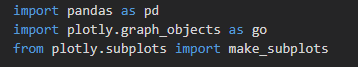 import pandas as pd
import plotly.graph_objects as go
from plotly.subplots import make_subplots